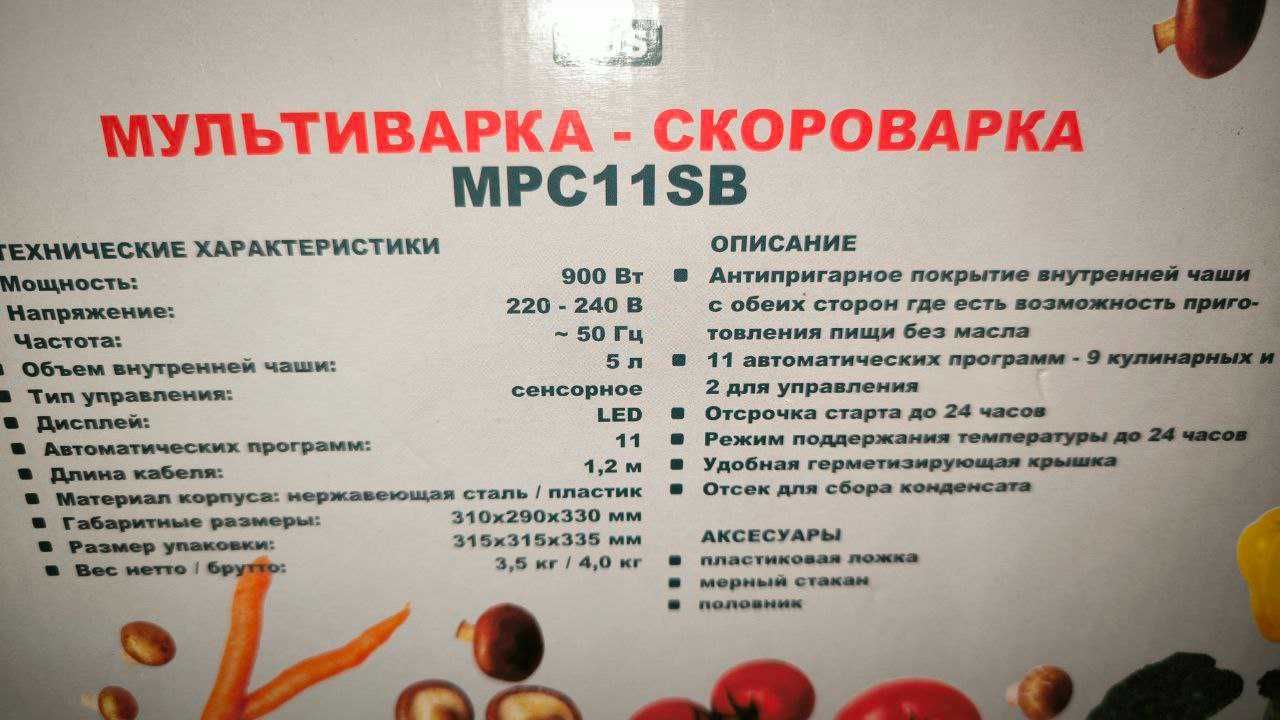 МУЛЬТИВАРКА - СКОРОВАРКА
MPC11SB
ТЕХНИЧЕСКИЕ ХАРАКТЕРИСТИКИ
Мощность: 900 Вт
Напряжение: 220 - 240 В
Частота: ~ 50 Гц
Объем внутренней чаши: 5 л
Тип управления: сенсорное
Дисплей: LED
Автоматических программ: 11
Длина кабеля: 1,2 м
Материал корпуса: нержавеющая сталь / пластик
Габаритные размеры: 310х290х330 мм
Размер упаковки: 315х315х335 мм
Вес нетто / брутто: 3,5 кг / 4,0 кг
ОПИСАНИЕ
Антипригарное покрытие внутренней чаши
с обеих сторон где есть возможность приго-
товления пищи без масла
11 автоматических программ - 9 кулинарных и
2 для управления
Отсрочка старта до 24 часов
Режим поддержания температуры до 24 часов
Удобная герметизирующая крышка
Отсек для сбора конденсата
АКСЕСУАРЫ
пластиковая ложка
мерный стакан
половник